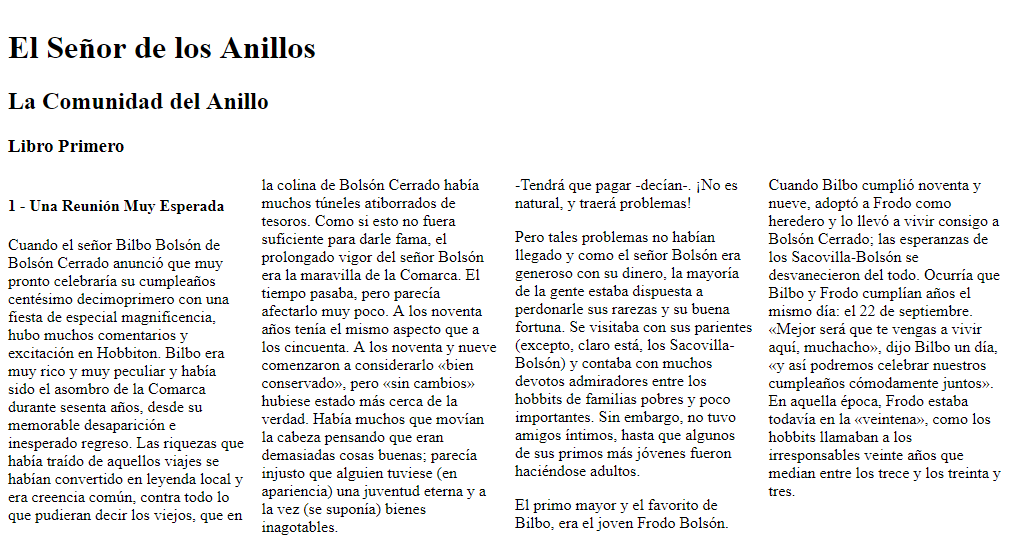 El Señor de los Anillos
La Comunidad del Anillo
Libro Primero
1 - Una Reunión Muy Esperada
Cuando el señor Bilbo Bolsón de
Bolsón Cerrado anunció que muy
pronto celebraría su cumpleaños
centésimo decimoprimero con una
fiesta de especial magnificencia,
hubo muchos comentarios y
excitación en Hobbiton. Bilbo era
muy rico y muy peculiar y había
sido el asombro de la Comarca
durante sesenta años, desde su
memorable desaparición e
inesperado regreso. Las riquezas que
había traído de aquellos viajes se
habían convertido en leyenda local y
era creencia común, contra todo lo
que pudieran decir los viejos, que en
la colina de Bolsón Cerrado había
muchos túneles atiborrados de
tesoros. Como si esto no fuera
suficiente para darle fama, el
prolongado vigor del señor Bolsón
era la maravilla de la Comarca. El
tiempo pasaba, pero parecía
afectarlo muy poco. A los noventa
años tenía el mismo aspecto que a
los cincuenta. A los noventa y nueve
comenzaron a considerarlo «bien
conservado», pero «sin cambios»
hubiese estado más cerca de la
verdad. Había muchos que movían
la cabeza pensando que eran
demasiadas cosas buenas; parecía
injusto que alguien tuviese (en
apariencia) una juventud eterna y a
la vez (se suponía) bienes
inagotables.
-Tendrá que pagar -decían-. ¡No es
natural, y traerá problemas!
Pero tales problemas no habían
llegado y como el señor Bolsón era
generoso con su dinero, la mayoría
de la gente estaba dispuesta a
perdonarle sus rarezas y su buena
fortuna. Se visitaba con sus parientes
(excepto, claro está, los Sacovilla-
Bolsón) y contaba con muchos
devotos admiradores entre los
hobbits de familias pobres y poco
importantes. Sin embargo, no tuvo
amigos íntimos, hasta que algunos
de sus primos más jóvenes fueron
haciéndose adultos.
El primo mayor y el favorito de
Bilbo, era el joven Frodo Bolsón.
Cuando Bilbo cumplió noventa y
nueve, adoptó a Frodo como
heredero y lo llevó a vivir consigo a
Bolsón Cerrado; las esperanzas de
los Sacovilla-Bolsón se
desvanecieron del todo. Ocurría que
Bilbo y Frodo cumplían años el
mismo día: el 22 de septiembre.
«Mejor será que te vengas a vivir
aquí, muchacho», dijo Bilbo un día,
«y así podremos celebrar nuestros
cumpleaños cómodamente juntos».
En aquella época, Frodo estaba
todavía en la «veintena», como los
hobbits llamaban a los
irresponsables veinte años que
median entre los trece y los treinta y
tres.